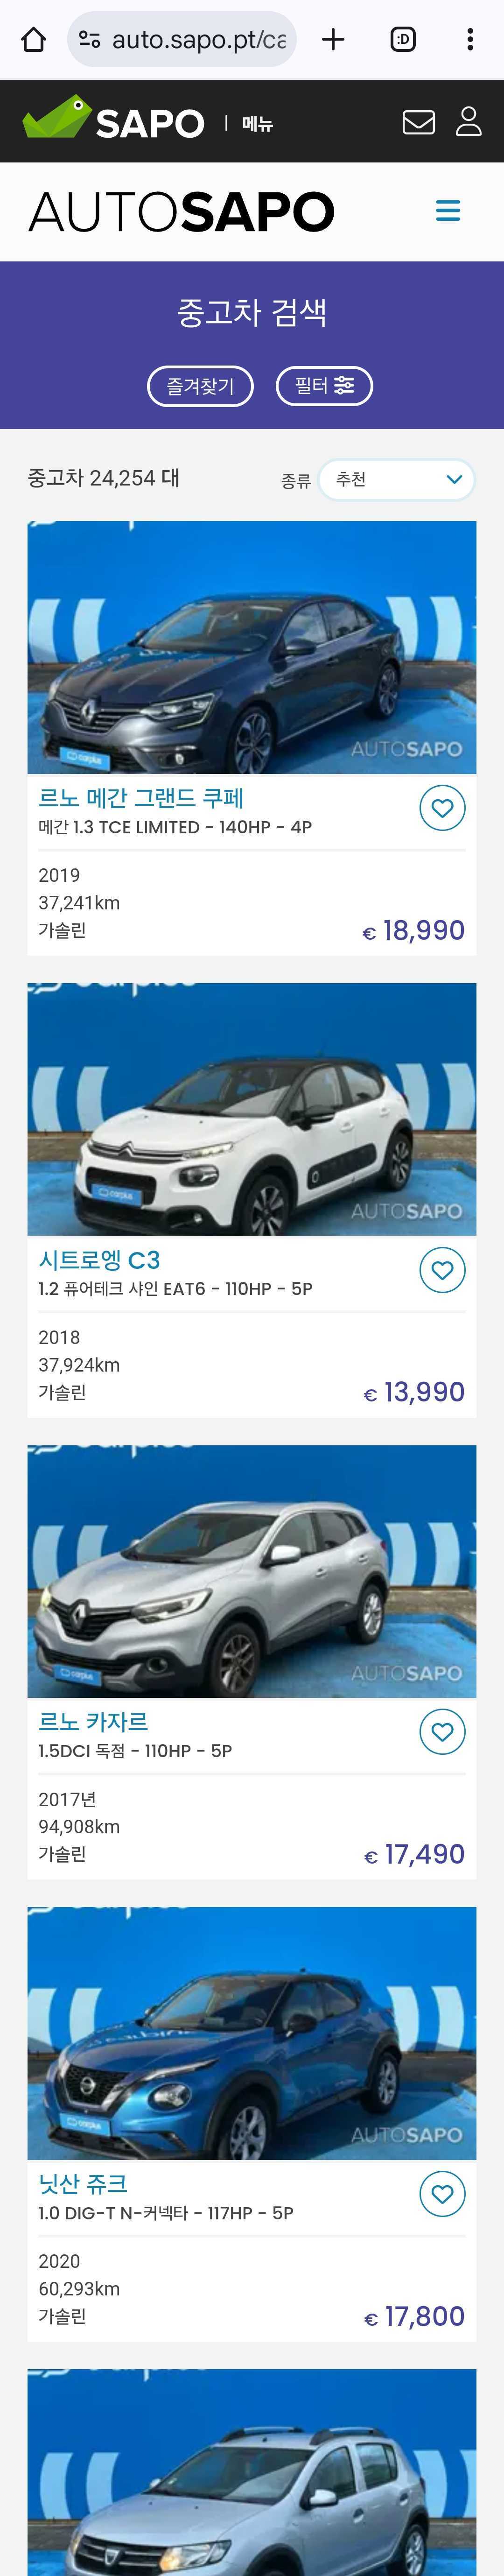 auto.sapo.pt/ca
:D
SAPO | 메뉴
AUTOSAPO
중고차 검색
즐겨찾기 필터
중고차 24,254 대 종류 추천
carplus
AUTOSAPO
르노 메간 그랜드 쿠페
메간 1.3 TCE LIMITED - 140HP - 4P
2019
37,241km
가솔린
€ 18,990
carplus
AUTOSAPO
시트로엥 C3
1.2 퓨어테크 샤인 EAT6 - 110HP - 5P
2018
37,924km
가솔린
€ 13,990
carplus
AUTOSAPO
르노 카자르
1.5DCI 독점 - 110HP - 5P
2017년
94,908km
가솔린
€ 17,490
carplus
AUTOSAPO
닛산 쥬크
1.0 DIG-T N-커넥타 - 117HP - 5P
2020
60,293km
가솔린
€ 17,800